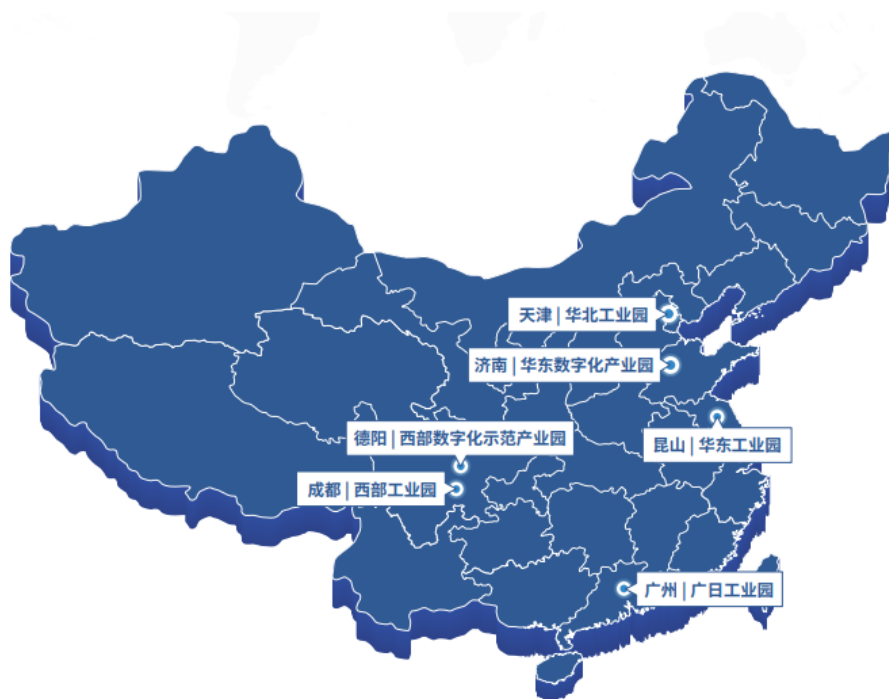 天津 | 华北工业园
济南 | 华东数字化产业园
昆山 | 华东工业园
德阳 | 西部数字化示范产业园
成都 | 西部工业园
广州 | 广日工业园